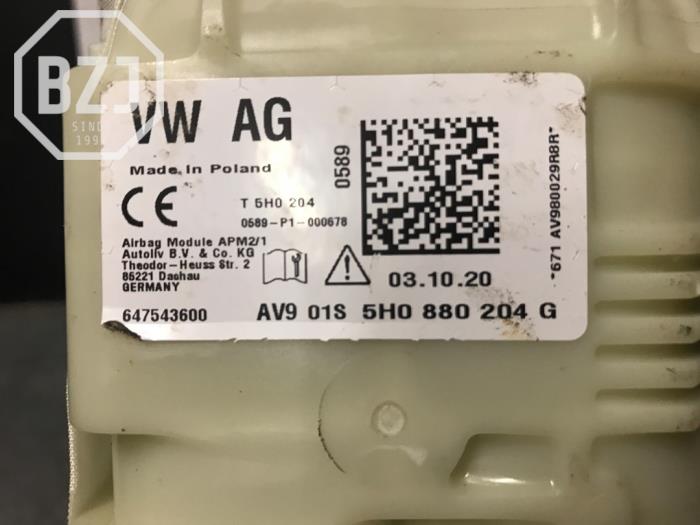 BZJ
SINCE
VW AG
Made in Poland
T 5H0 204
0589-P1-000678
0589
*671 AV980029R8R*
Airbag Module APM2/1
Autoliv B.V. & Co. KG
Theodor-Heuss Str. 2
85221 Dachau
GERMANY
03.10.20
647543600
AV9 01S 5H0 880 204 G